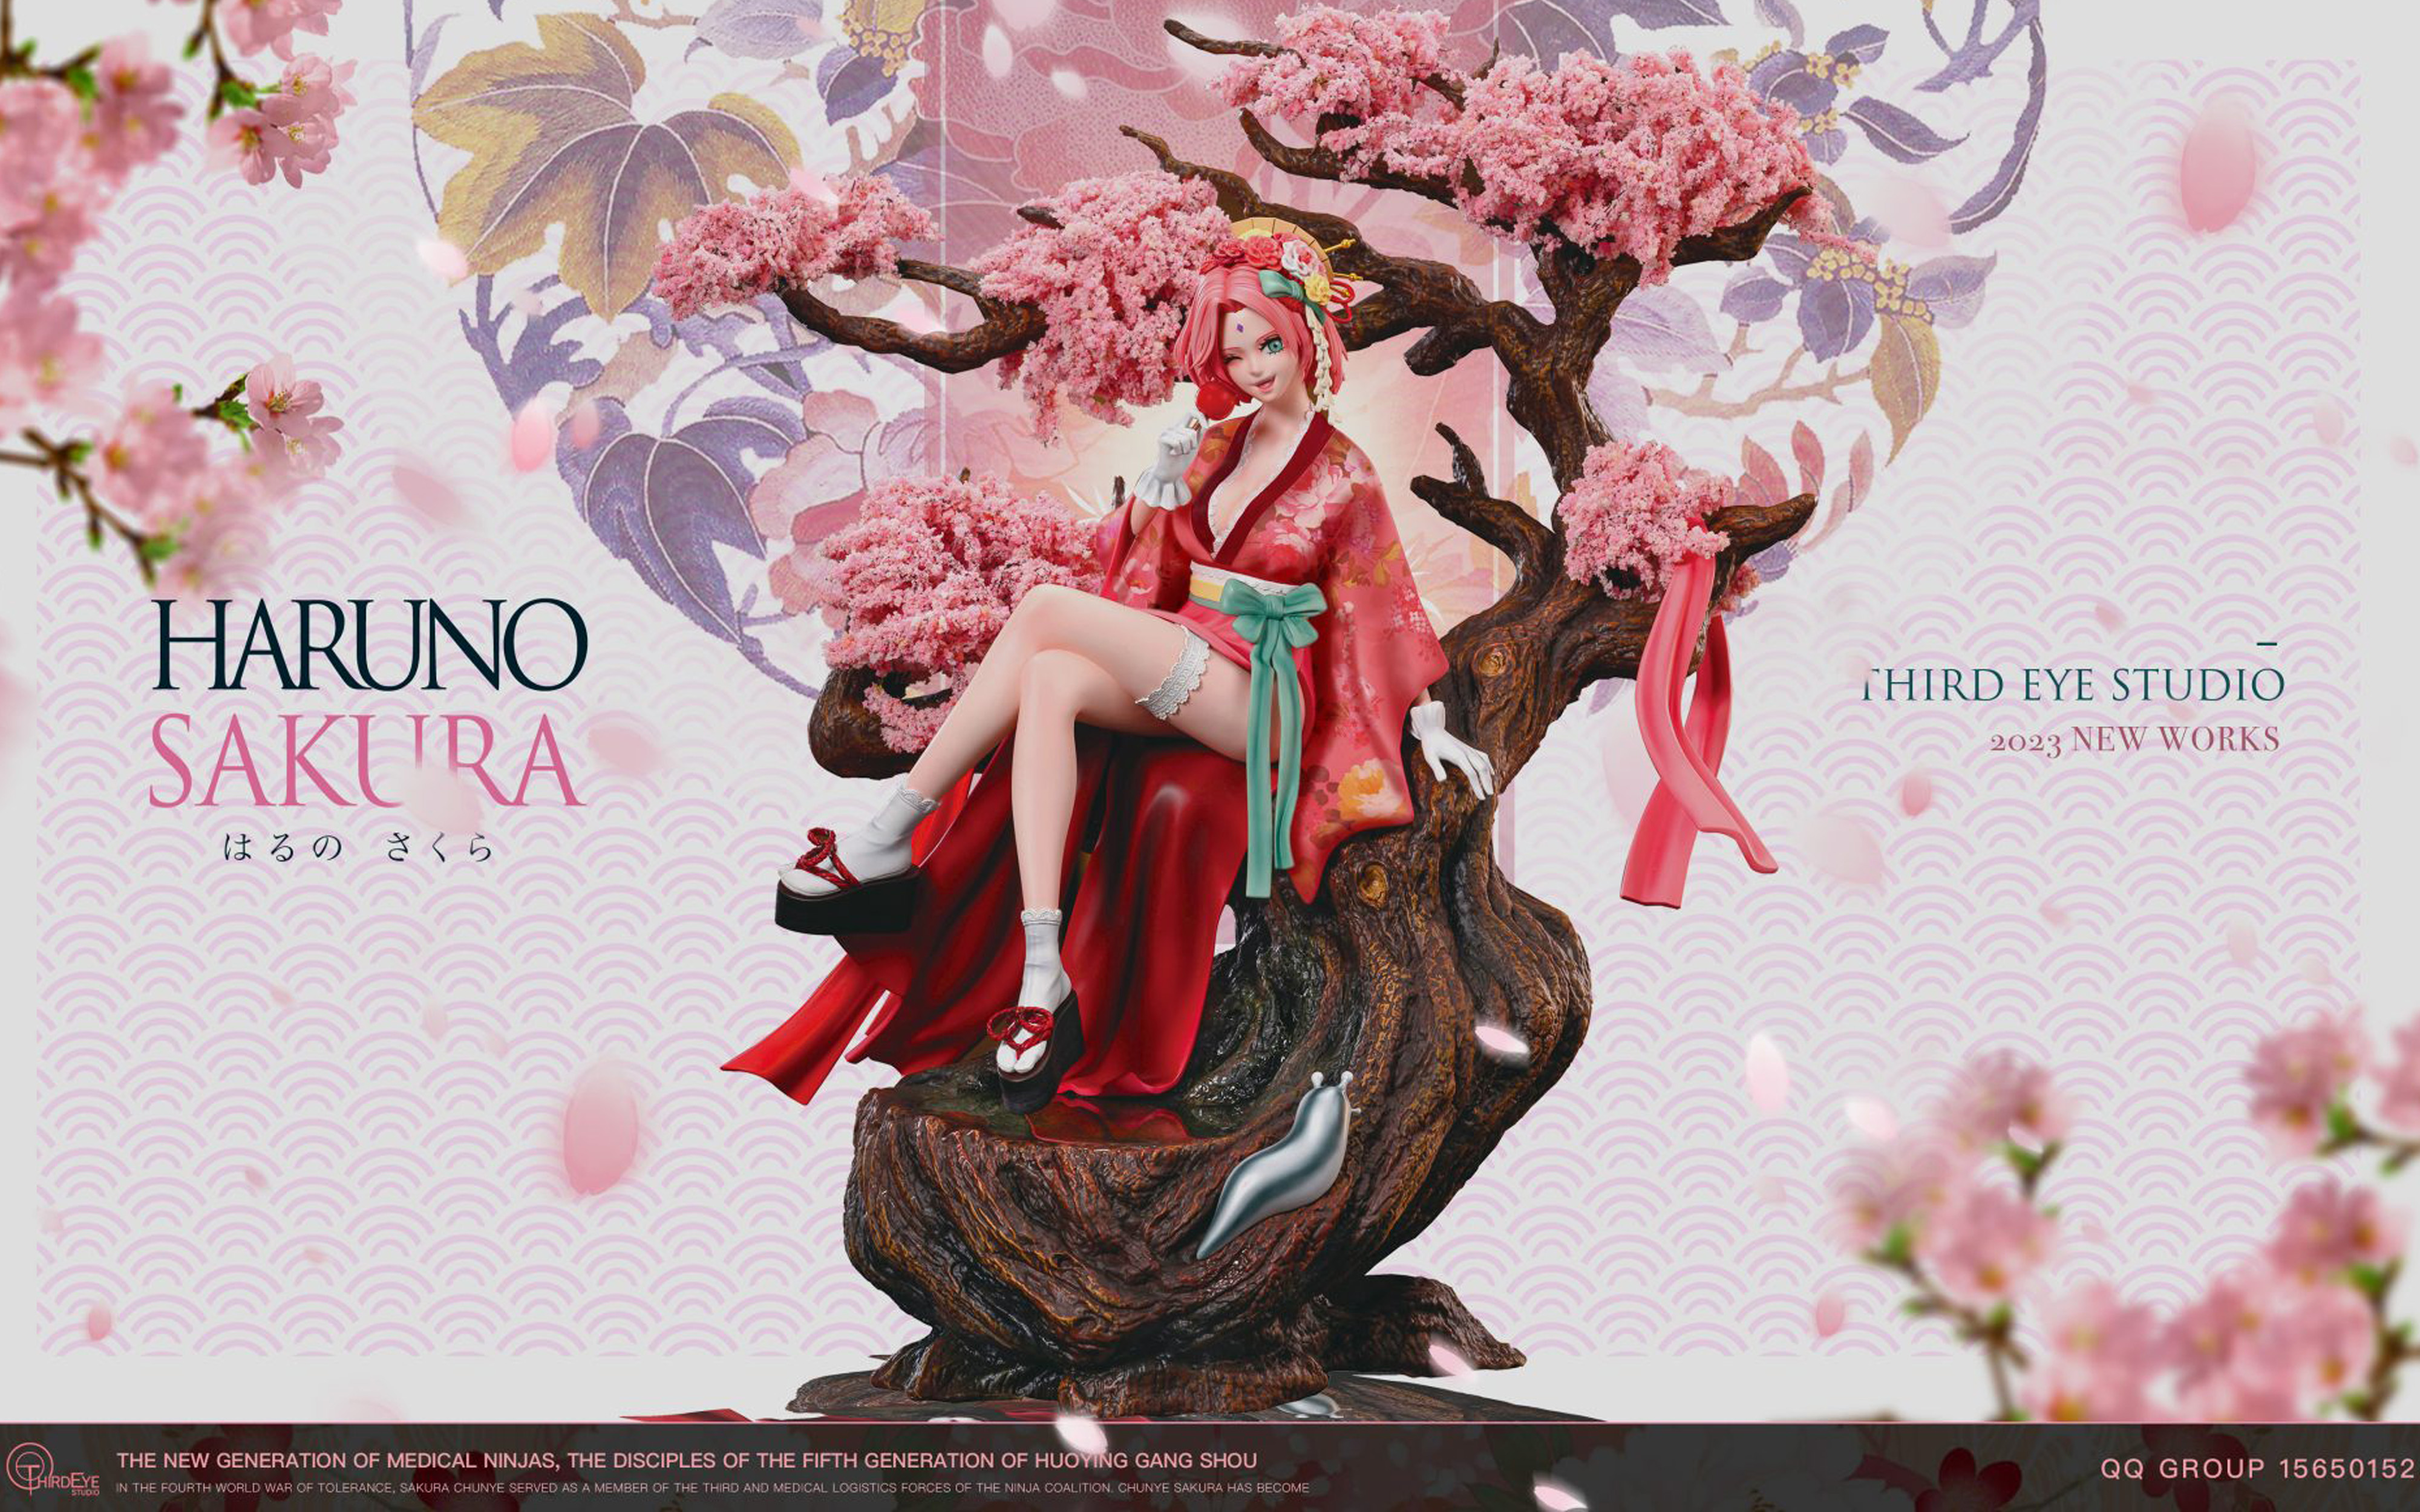 HARUNO
SAKURA
はるの さくら
THIRD EYE STUDIO
2023 NEW WORKS
THIRDEYE
STUDIO
THE NEW GENERATION OF MEDICAL NINJAS, THE DISCIPLES OF THE FIFTH GENERATION OF HUOYING GANG SHOU
IN THE FOURTH WORLD WAR OF TOLERANCE, SAKURA CHUNYE SERVED AS A MEMBER OF THE THIRD AND MEDICAL LOGISTICS FORCES OF THE NINJA COALITION. CHUNYE SAKURA HAS BECOME
QQ GROUP 15650152